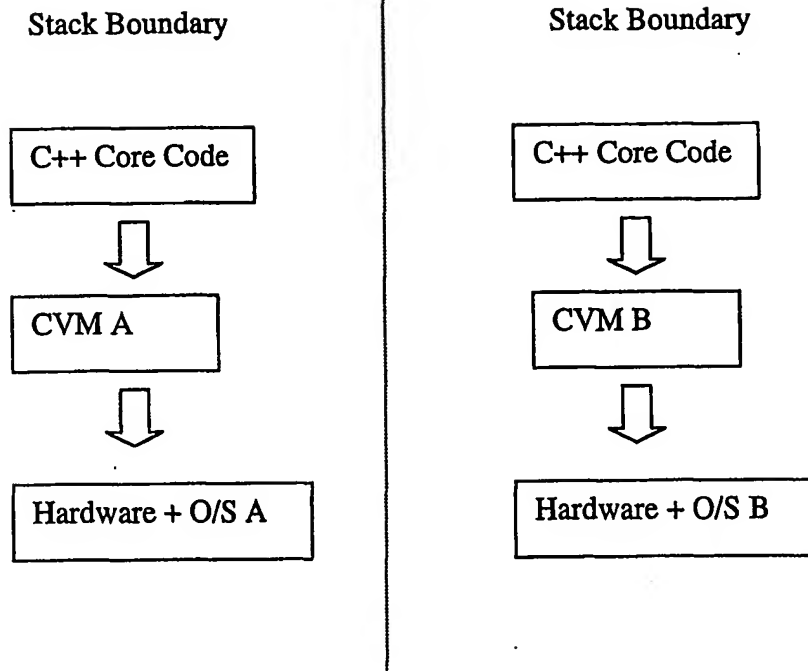 Stack Boundary
C++ Core Code
CVM A
Hardware + O/S A
Stack Boundary
C++ Core Code
CVM B
Hardware + O/S B